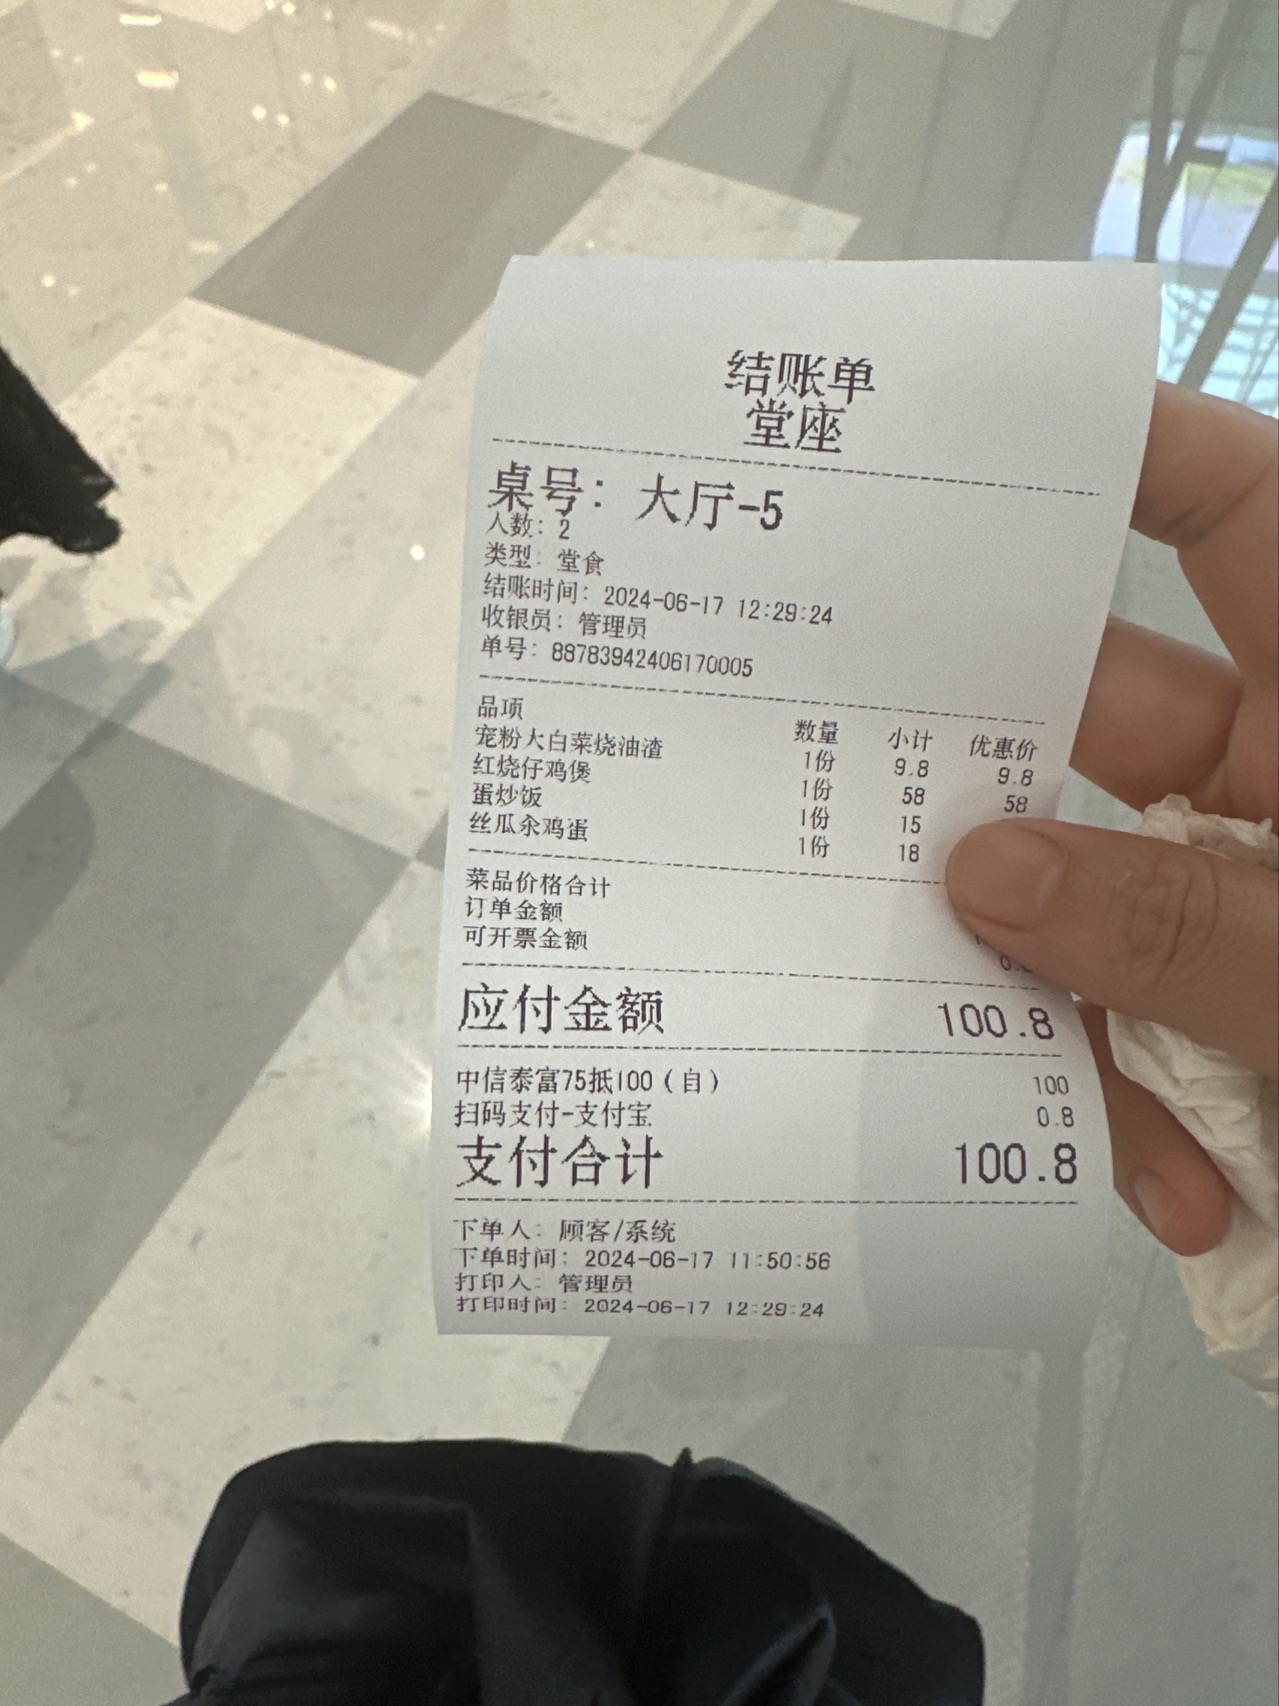 结账单
堂座
桌号：大厅-5
人数：2
类型：堂食
结账时间：2024-06-17 12:29:24
收银员：管理员
单号：88783942406170005
品项 数量 小计 优惠价
宠粉大白菜烧油渣 1份 9.8 9.8
红烧仔鸡煲 1份 58 58
蛋炒饭 1份 15
丝瓜汆鸡蛋 1份 18
菜品价格合计
订单金额
可开票金额
应付金额 100.8
中信泰富75抵100（自） 100
扫码支付-支付宝 0.8
支付合计 100.8
下单人：顾客/系统
下单时间：2024-06-17 11:50:56
打印人：管理员
打印时间：2024-06-17 12:29:24